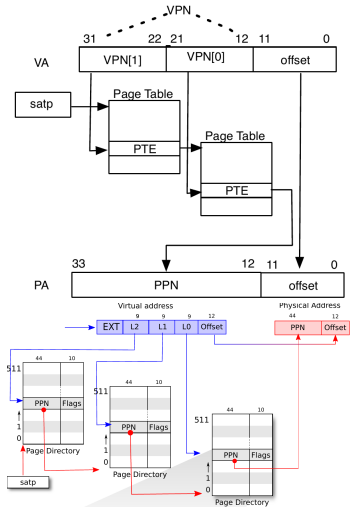 VPN
31 22 21 12 11 0
VA VPN[1] VPN[0] offset
satp
Page Table
PTE
Page Table
PTE
33 12 11 0
PA PPN offset
Virtual address Physical Address
9 9 9 12 44 12
EXT L2 L1 L0 Offset PPN Offset
44 10
511
PPN Flags
1
0
Page Directory
satp
44 10
511
PPN Flags
1
0
Page Directory
44 10
511
PPN Flags
1
0
Page Directory